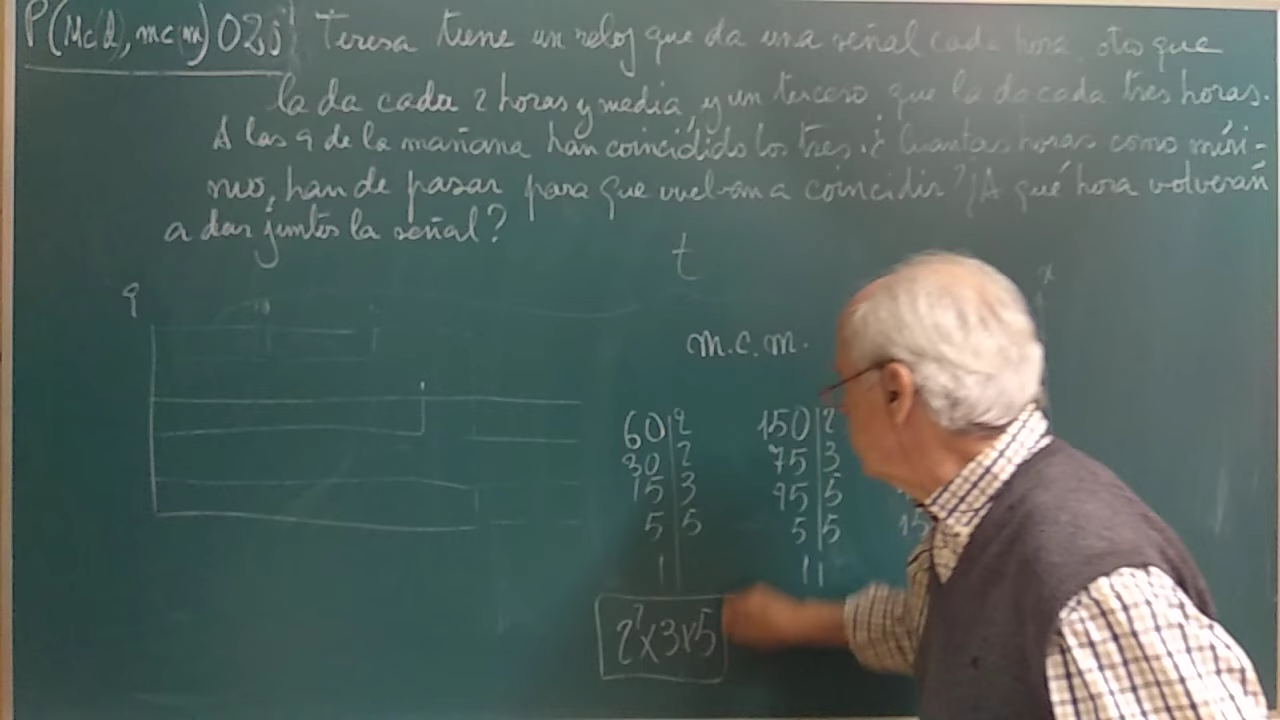 P(Mcd, mcm) 02j Teresa tiene un reloj que da una señal cada hora, otro que
la da cada 2 horas y media, y un tercero que la da cada tres horas.
A las 9 de la mañana han coincidido los tres. ¿Cuantas horas como míni-
mo, han de pasar para que vuelvan a coincidir? ¿A qué hora volverán
a dar juntos la señal?
t
9
x
m.c.m.
60|2 150|2
30|2 75|3
15|3 25|5
5|5 5|5 15
1| 1|
2²x3x5